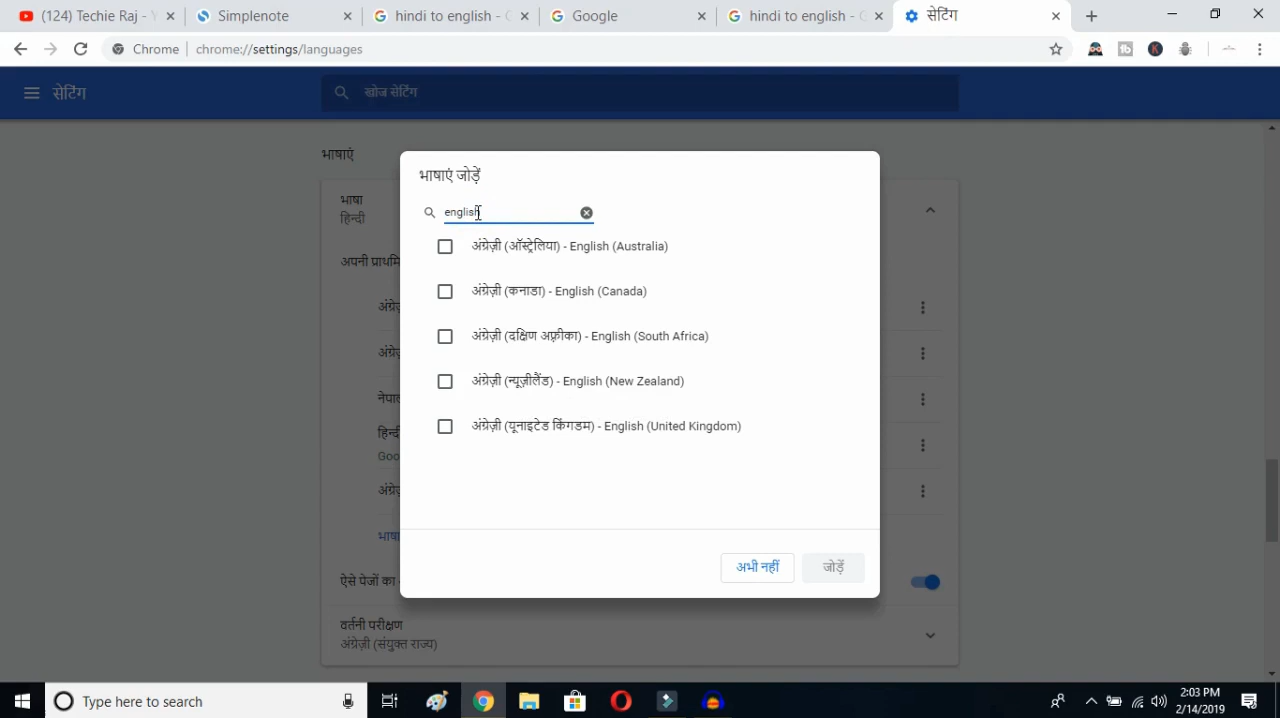 (124) Techie Raj - Y
Simplenote
hindi to english - G
Google
hindi to english - G
सेटिंग
Chrome
chrome://settings/languages
सेटिंग
खोज सेटिंग
भाषाएं
भाषा
हिन्दी
भाषाएं जोड़ें
english
अंग्रेज़ी (ऑस्ट्रेलिया) - English (Australia)
अंग्रेज़ी (कनाडा) - English (Canada)
अंग्रेज़ी (दक्षिण अफ़्रीका) - English (South Africa)
अंग्रेज़ी (न्यूज़ीलैंड) - English (New Zealand)
अंग्रेज़ी (यूनाइटेड किंगडम) - English (United Kingdom)
अपनी
हिन्दी
Goo
भाषा
अभी नहीं
जोड़ें
ऐसे पेजों का
वर्तनी परीक्षण
अंग्रेज़ी (संयुक्त राज्य)
Type here to search
2:03 PM
2/14/2019